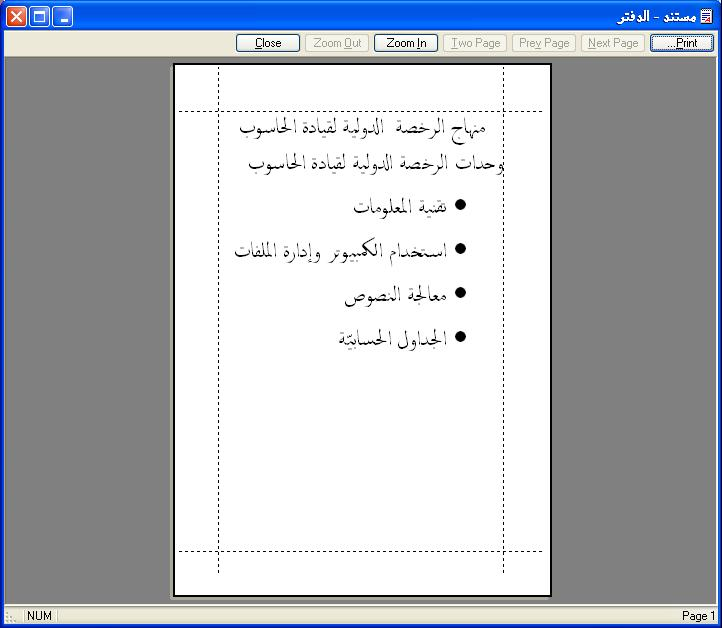 مستند - الدفتر
Print...
Next Page
Prev Page
Two Page
Zoom In
Zoom Out
Close
منهاج الرخصة الدولية لقيادة الحاسوب
وحدات الرخصة الدولية لقيادة الحاسوب
● تقنية المعلومات
● استخدام الكمبيوتر وإدارة الملفات
● معالجة النصوص
● الجداول الحسابيّة
Page 1
NUM